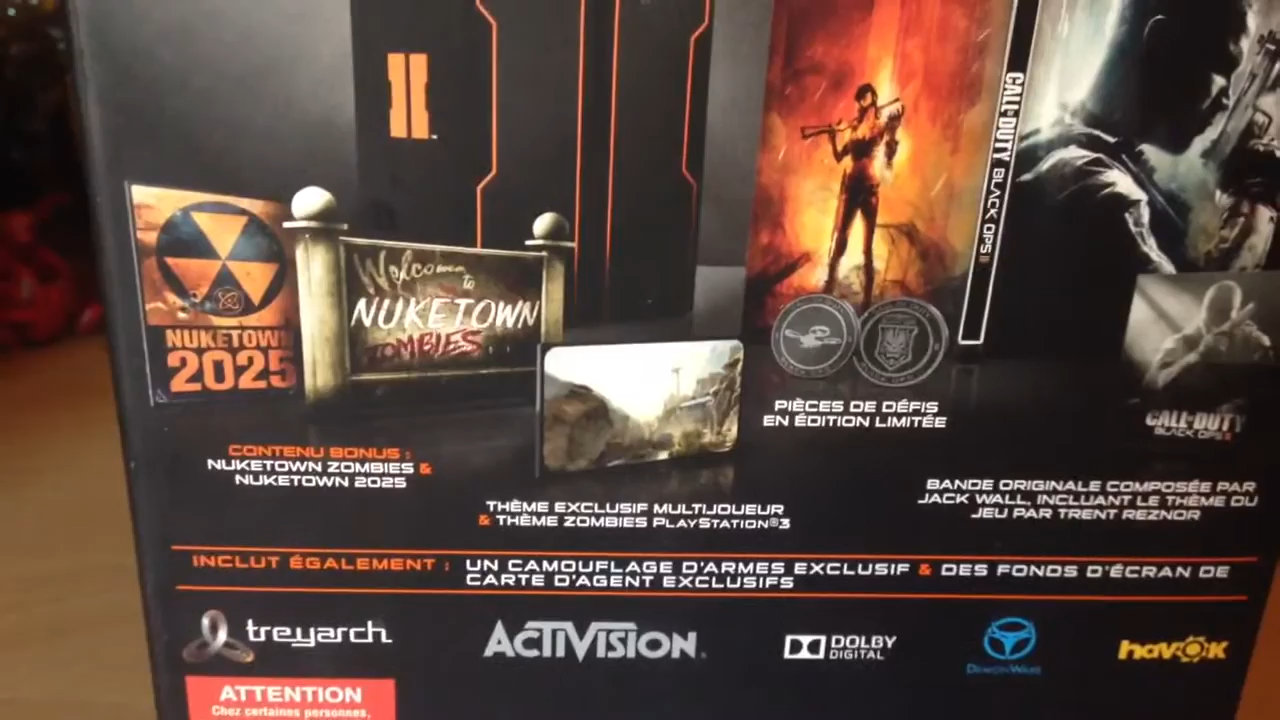 II
CALL OF DUTY BLACK OPS II
NUKETOWN
2025
Welcome
to
NUKETOWN
ZOMBIES
PIÈCES DE DÉFIS
EN ÉDITION LIMITÉE
CALL OF DUTY
BLACK OPS II
CONTENU BONUS :
NUKETOWN ZOMBIES &
NUKETOWN 2025
THÈME EXCLUSIF MULTIJOUEUR
& THÈME ZOMBIES PLAYSTATION®3
BANDE ORIGINALE COMPOSÉE PAR
JACK WALL, INCLUANT LE THÈME DU
JEU PAR TRENT REZNOR
INCLUT ÉGALEMENT : UN CAMOUFLAGE D'ARMES EXCLUSIF & DES FONDS D'ÉCRAN DE
CARTE D'AGENT EXCLUSIFS
treyarch
ACTIVISION.
DOLBY
DIGITAL
DEMONWARE
havok
ATTENTION
Chez certaines personnes,